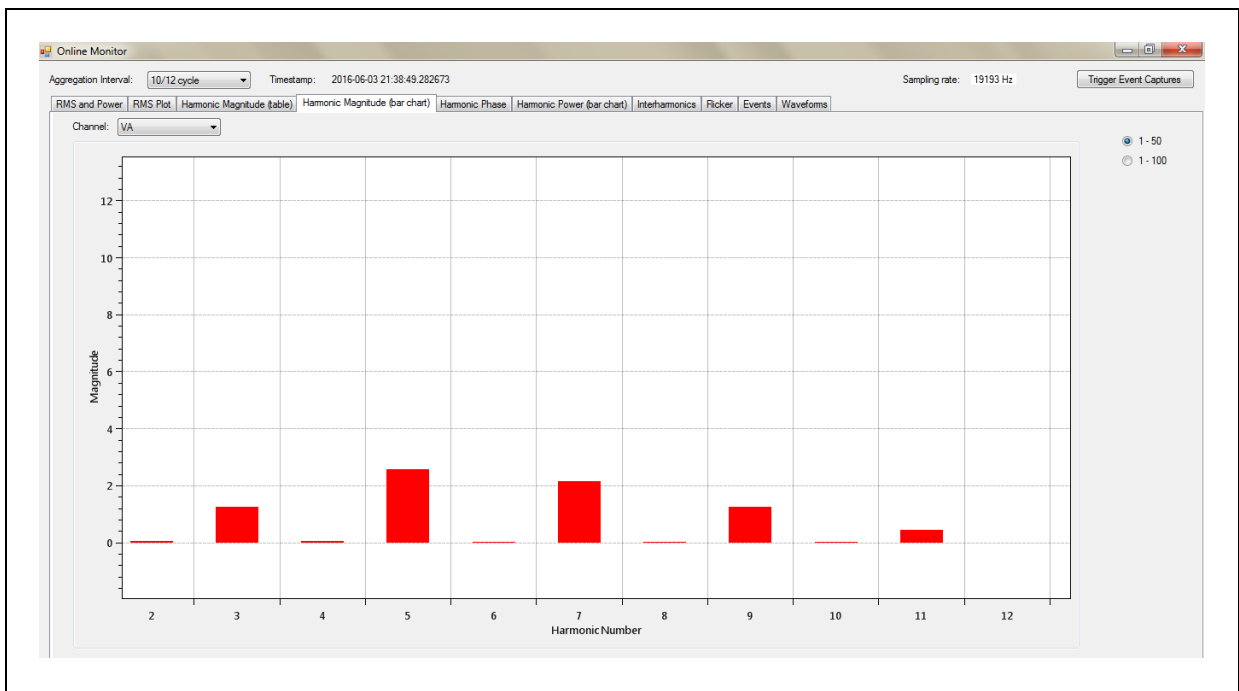 Online Monitor
Aggregation Interval: 10/12 cycle Timestamp: 2016-06-03 21:38:49.282673 Sampling rate: 19193 Hz Trigger Event Captures
RMS and Power RMS Plot Harmonic Magnitude (table) Harmonic Magnitude (bar chart) Harmonic Phase Harmonic Power (bar chart) Interharmonics Flicker Events Waveforms
Channel: VA
1 - 50
1 - 100
12
10
8
6
4
2
0
Magnitude
2 3 4 5 6 7 8 9 10 11 12
Harmonic Number